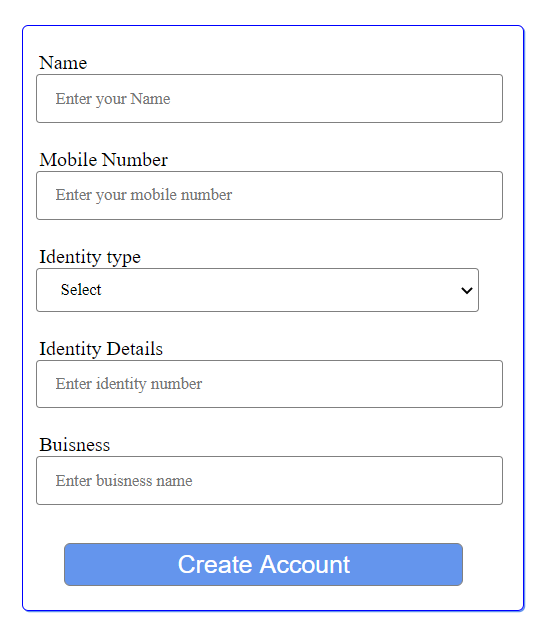 Name
Enter your Name
Mobile Number
Enter your mobile number
Identity type
Select
Identity Details
Enter identity number
Buisness
Enter buisness name
Create Account